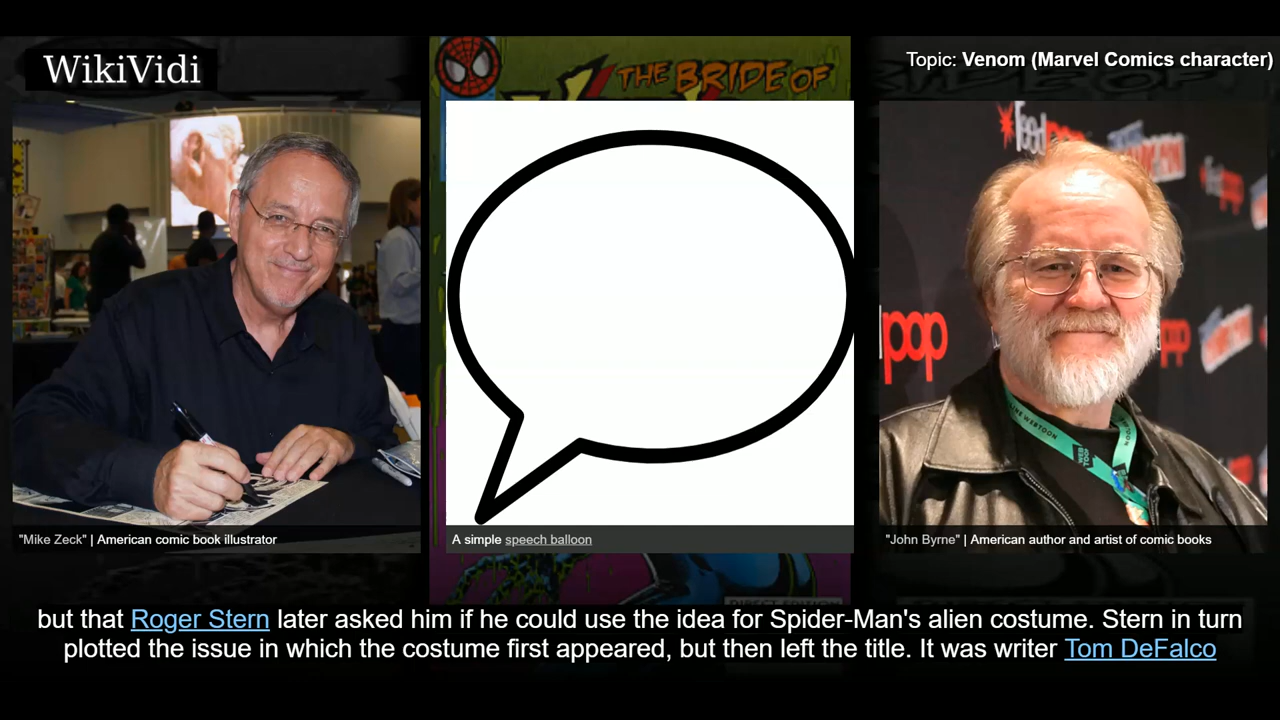 WikiVidi
Topic: Venom (Marvel Comics character)
THE BRIDE OF
pop
"Mike Zeck" | American comic book illustrator
A simple speech balloon
"John Byrne" | American author and artist of comic books
DIRECT EDITION
but that Roger Stern later asked him if he could use the idea for Spider-Man's alien costume. Stern in turn
plotted the issue in which the costume first appeared, but then left the title. It was writer Tom DeFalco